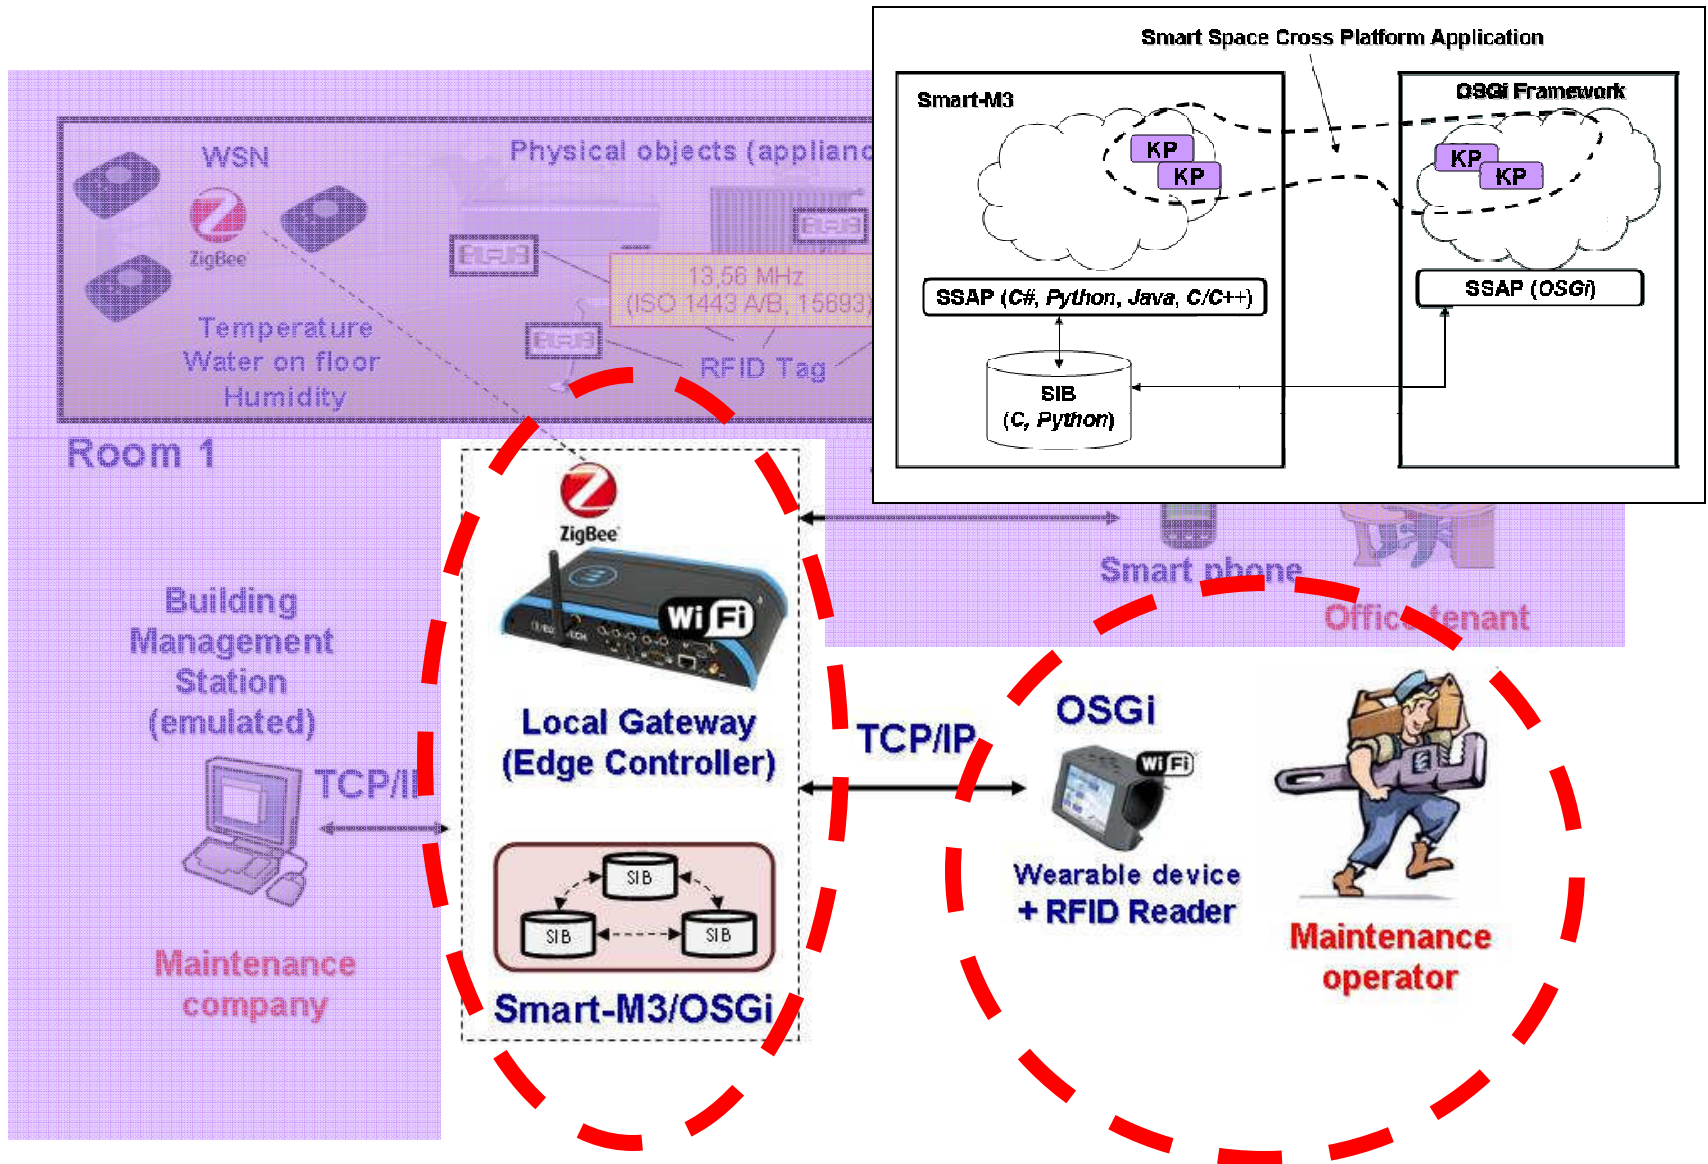 Smart Space Cross Platform Application
Smart-M3
OSGi Framework
KP
KP
KP
KP
SSAP (C#, Python, Java, C/C++)
SSAP (OSGi)
SIB
(C, Python)
WSN
ZigBee
Physical objects (applianc
13,56 MHz
(ISO 1443 A/B, 15693)
Temperature
Water on floor
Humidity
RFID Tag
Room 1
ZigBee
Wi Fi
Smart phone
Office tenant
Building
Management
Station
(emulated)
TCP/IP
Maintenance
company
Local Gateway
(Edge Controller)
SIB
SIB
SIB
Smart-M3/OSGi
TCP/IP
OSGi
Wi Fi
Wearable device
+ RFID Reader
Maintenance
operator